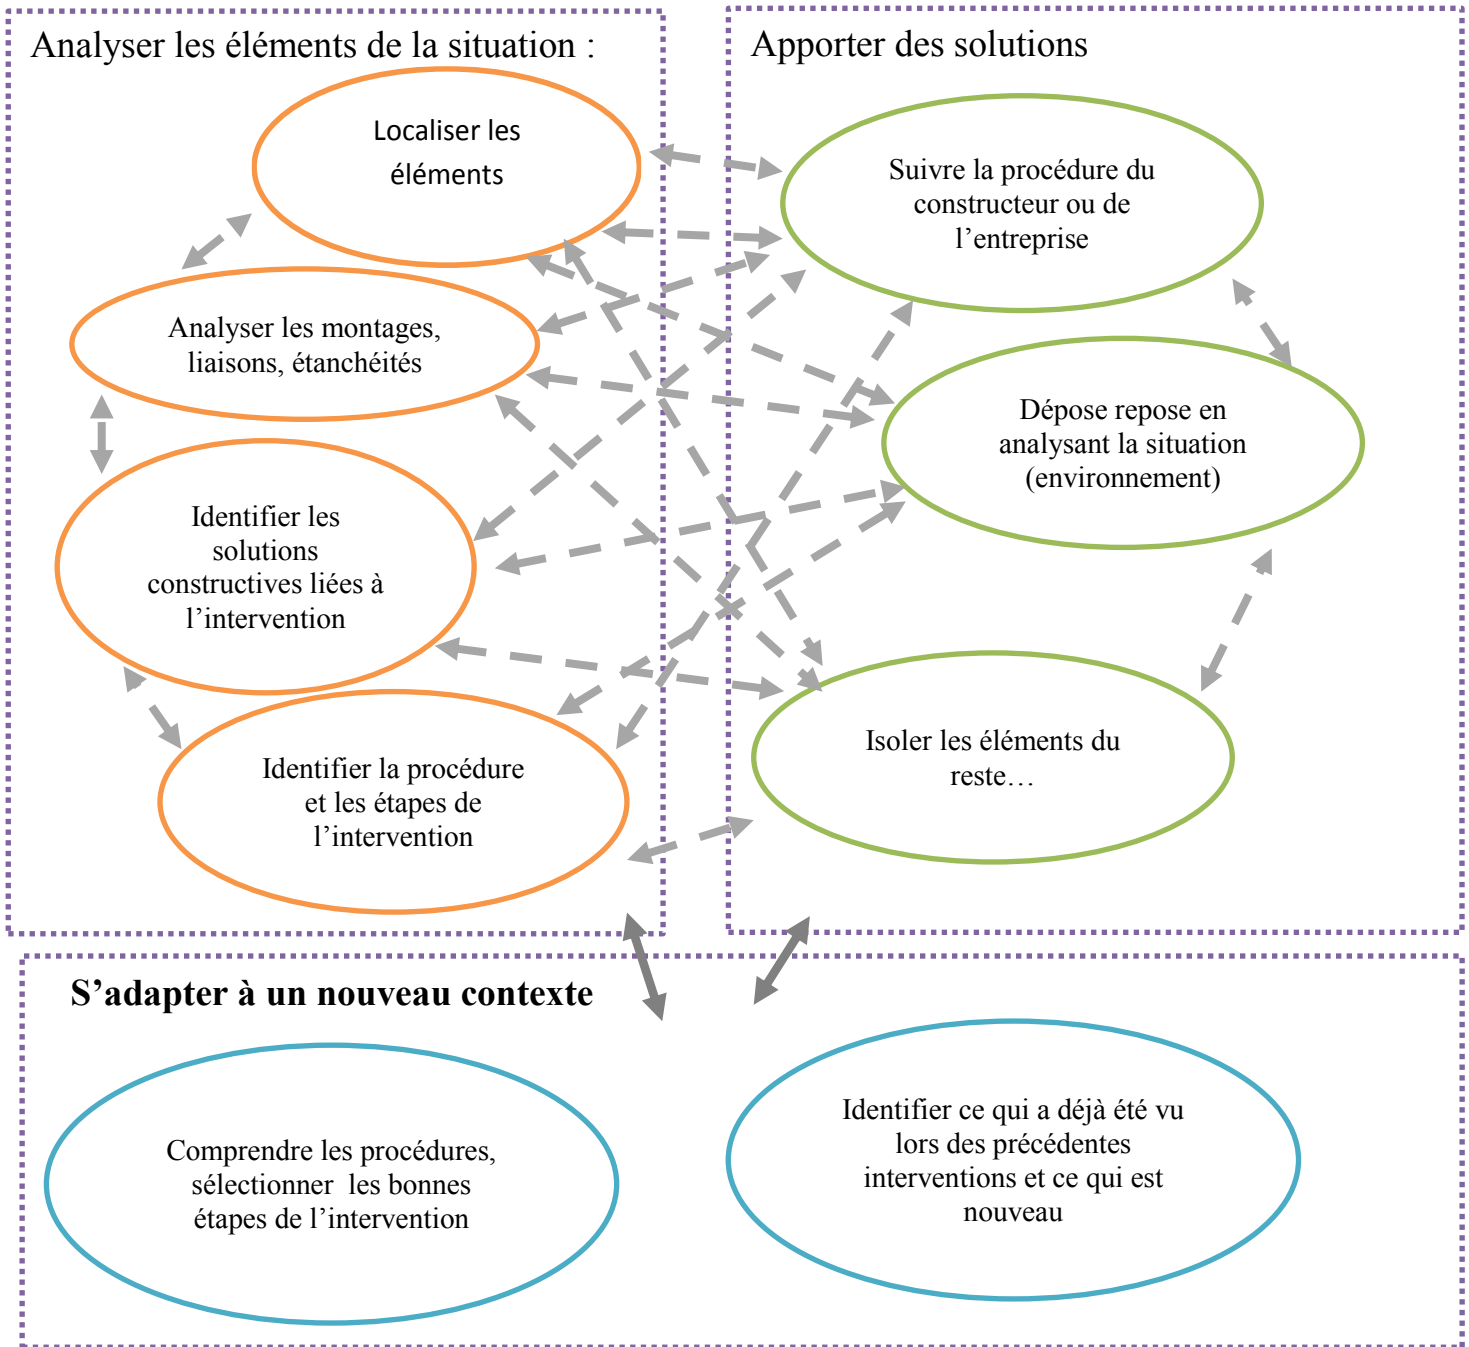 Analyser les éléments de la situation :
Localiser les
éléments
Analyser les montages,
liaisons, étanchéités
Identifier les
solutions
constructives liées à
l’intervention
Identifier la procédure
et les étapes de
l’intervention
Apporter des solutions
Suivre la procédure du
constructeur ou de
l’entreprise
Dépose repose en
analysant la situation
(environnement)
Isoler les éléments du
reste…
S’adapter à un nouveau contexte
Comprendre les procédures,
sélectionner  les bonnes
étapes de l’intervention
Identifier ce qui a déjà été vu
lors des précédentes
interventions et ce qui est
nouveau